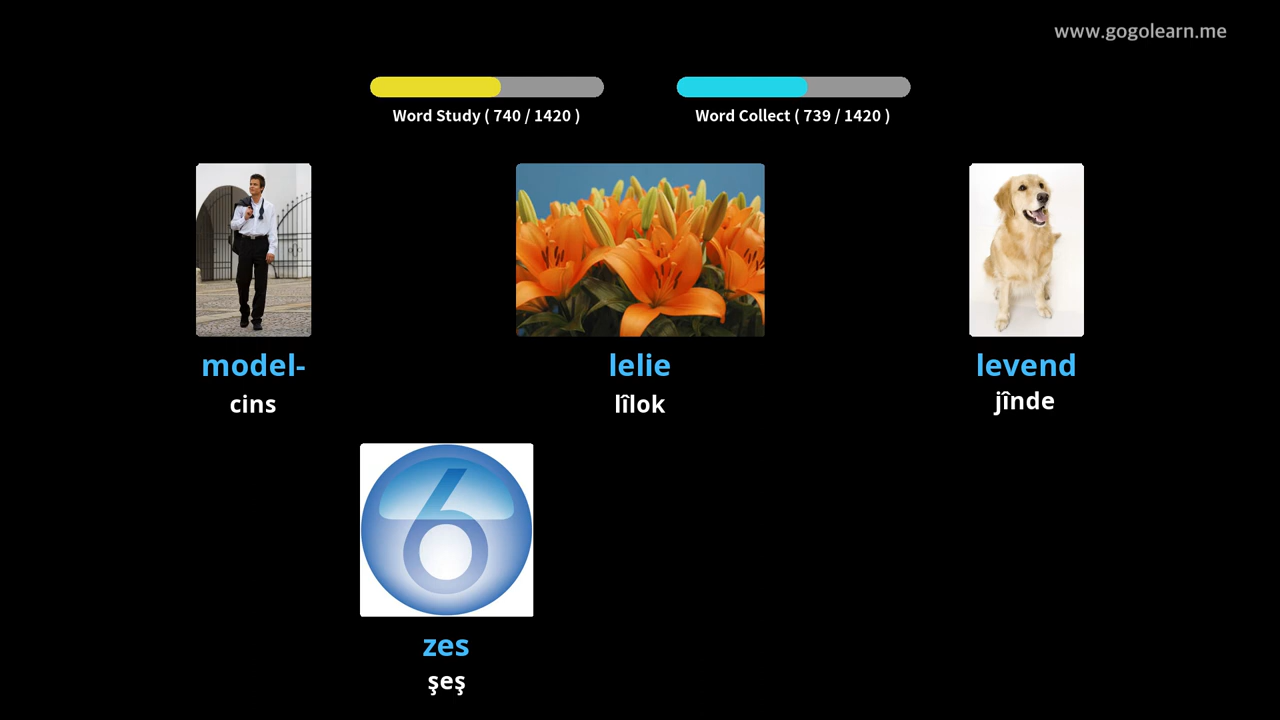 www.gogolearn.me
Word Study ( 740 / 1420 )
Word Collect ( 739 / 1420 )
model-
cins
lelie
lîlok
levend
jînde
6
zes
şeş